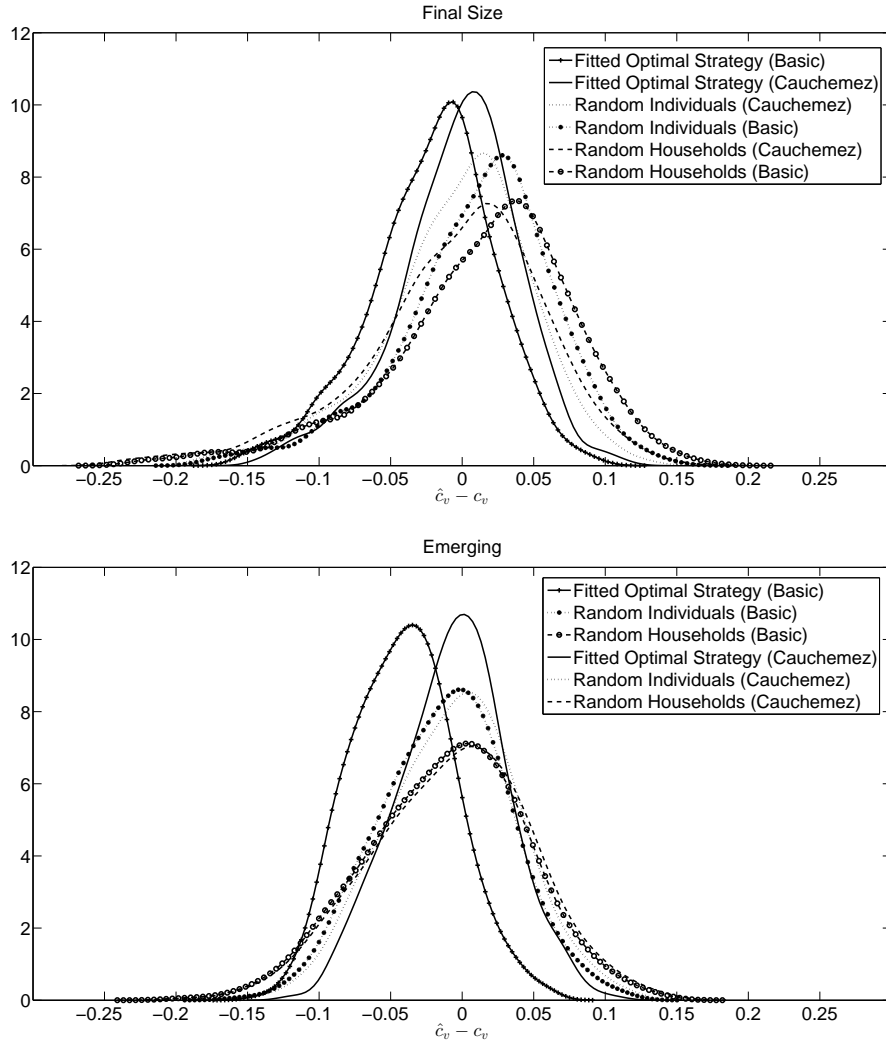 Final Size
12
10
8
6
4
2
0
Fitted Optimal Strategy (Basic)
Fitted Optimal Strategy (Cauchemez)
Random Individuals (Cauchemez)
Random Individuals (Basic)
Random Households (Cauchemez)
Random Households (Basic)
−0.25 −0.2 −0.15 −0.1 −0.05 0 0.05 0.1 0.15 0.2 0.25
ĉ_v − c_v
Emerging
12
10
8
6
4
2
0
Fitted Optimal Strategy (Basic)
Random Individuals (Basic)
Random Households (Basic)
Fitted Optimal Strategy (Cauchemez)
Random Individuals (Cauchemez)
Random Households (Cauchemez)
−0.25 −0.2 −0.15 −0.1 −0.05 0 0.05 0.1 0.15 0.2 0.25
ĉ_v − c_v